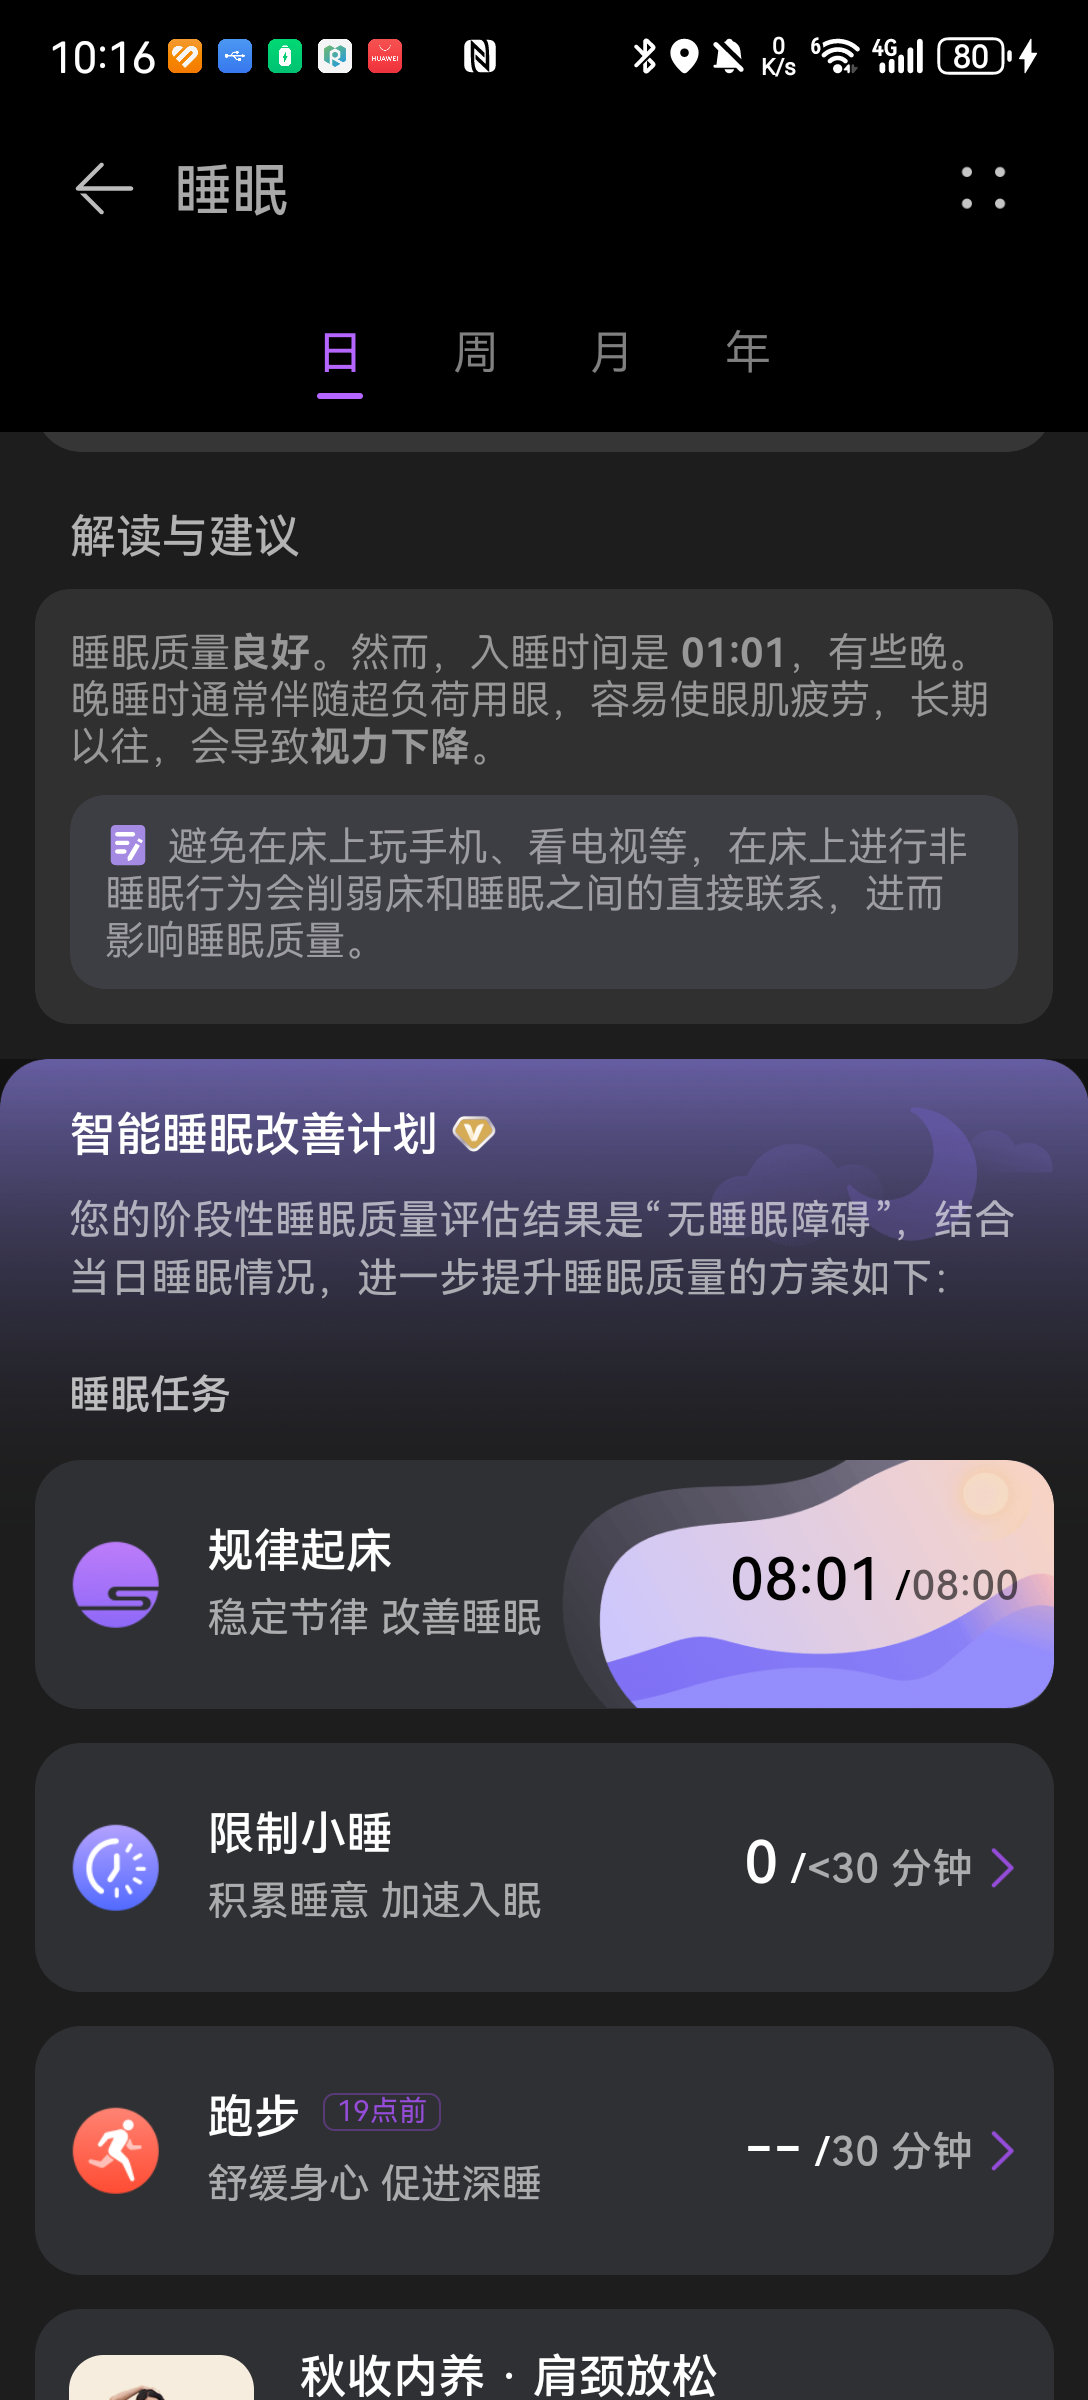 10:16 HUAWEI 0 K/s 6 4G 80
睡眠
日 周 月 年
解读与建议
睡眠质量良好。然而，入睡时间是 01:01，有些晚。
晚睡时通常伴随超负荷用眼，容易使眼肌疲劳，长期
以往，会导致视力下降。
避免在床上玩手机、看电视等，在床上进行非
睡眠行为会削弱床和睡眠之间的直接联系，进而
影响睡眠质量。
智能睡眠改善计划
您的阶段性睡眠质量评估结果是“无睡眠障碍”，结合
当日睡眠情况，进一步提升睡眠质量的方案如下：
睡眠任务
规律起床
稳定节律 改善睡眠
08:01 /08:00
限制小睡
积累睡意 加速入眠
0 /<30 分钟
跑步 19点前
舒缓身心 促进深睡
-- /30 分钟
秋收内养 · 肩颈放松